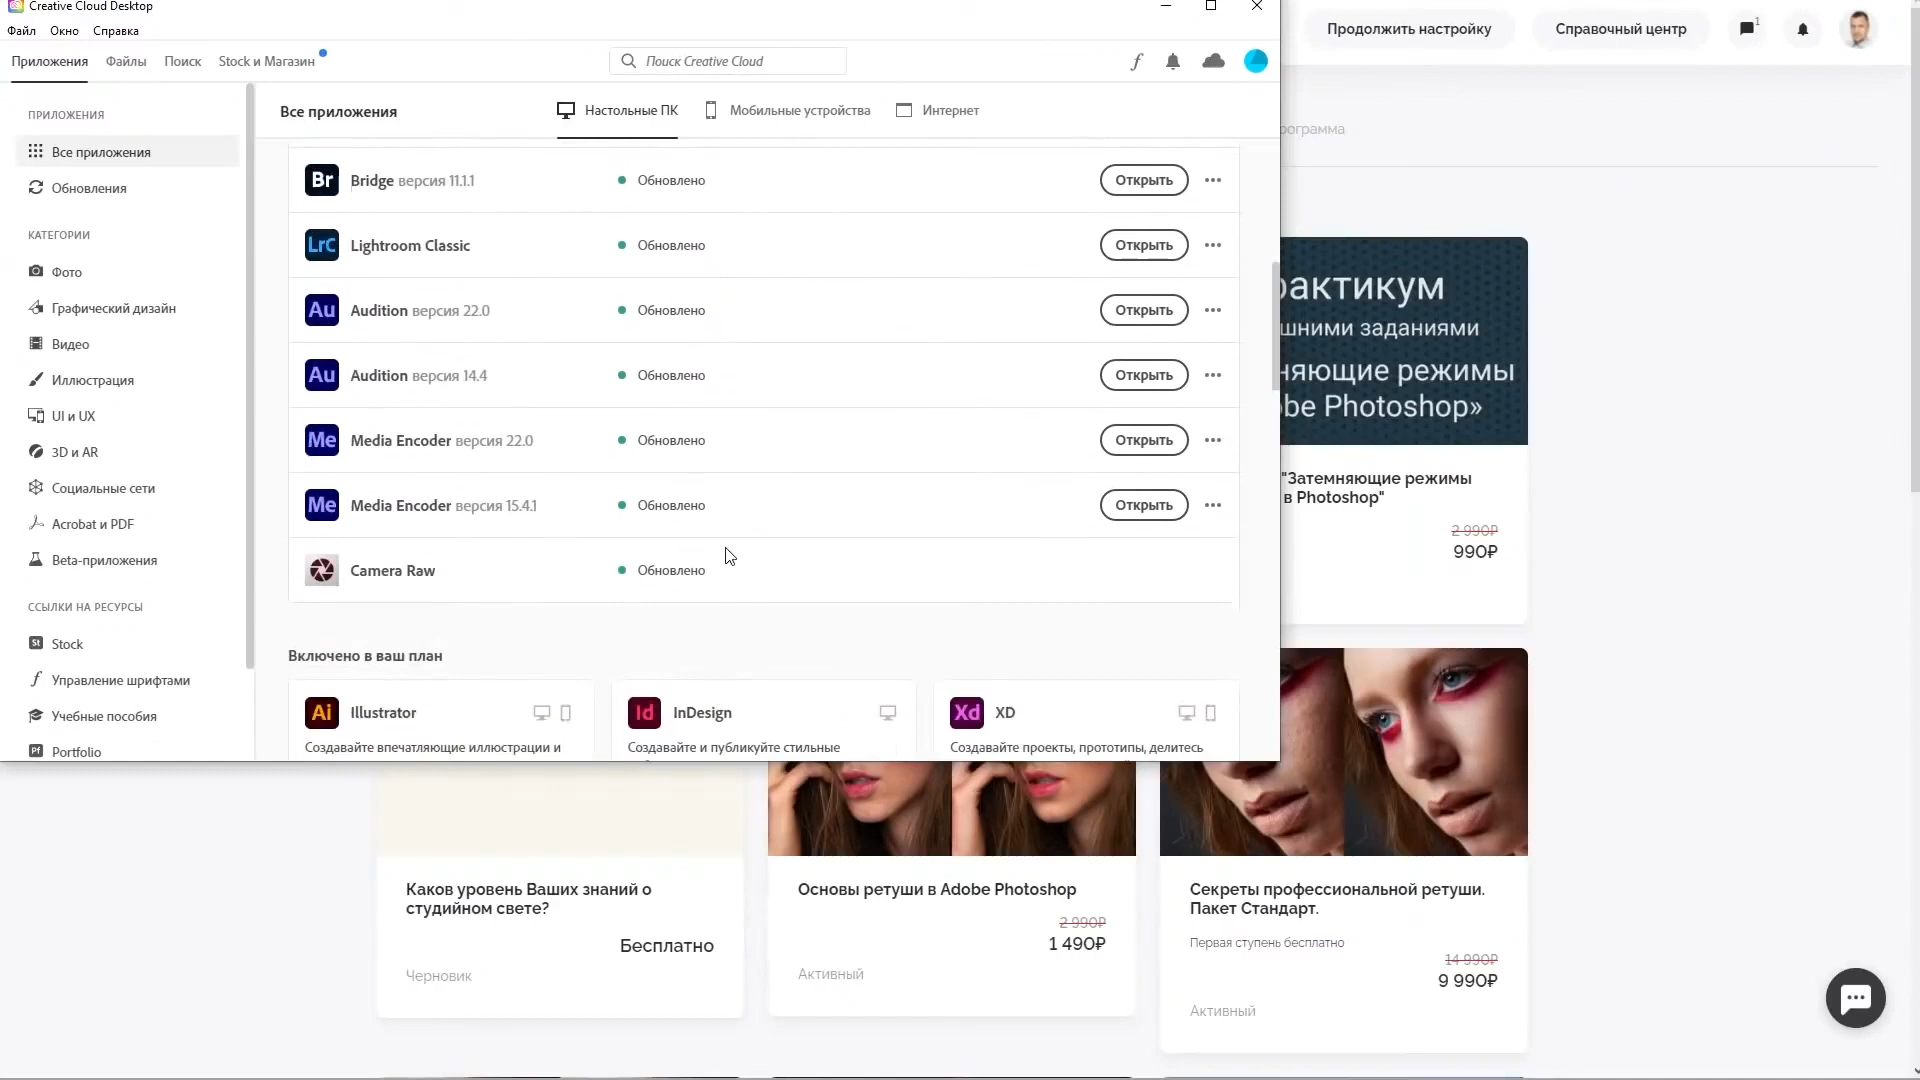 Creative Cloud Desktop
Файл Окно Справка
Приложения Файлы Поиск Stock и Магазин
Поиск Creative Cloud
ПРИЛОЖЕНИЯ
Все приложения
Обновления
КАТЕГОРИИ
Фото
Графический дизайн
Видео
Иллюстрация
UI и UX
3D и AR
Социальные сети
Acrobat и PDF
Beta-приложения
ССЫЛКИ НА РЕСУРСЫ
St Stock
Управление шрифтами
Учебные пособия
Pf Portfolio
Все приложения
Настольные ПК Мобильные устройства Интернет
Br Bridge версия 11.1.1 Обновлено Открыть
LrC Lightroom Classic Обновлено Открыть
Au Audition версия 22.0 Обновлено Открыть
Au Audition версия 14.4 Обновлено Открыть
Me Media Encoder версия 22.0 Обновлено Открыть
Me Media Encoder версия 15.4.1 Обновлено Открыть
Camera Raw Обновлено
Включено в ваш план
Ai Illustrator
Создавайте впечатляющие иллюстрации и
Id InDesign
Создавайте и публикуйте стильные
Xd XD
Создавайте проекты, прототипы, делитесь
Продолжить настройку Справочный центр 1
ограмма
рактикум
шними заданиями
няющие режимы
be Photoshop»
"Затемняющие режимы
в Photoshop"
2 990₽
990₽
Каков уровень Ваших знаний о
студийном свете?
Бесплатно
Черновик
Основы ретуши в Adobe Photoshop
2 990₽
1 490₽
Активный
Секреты профессиональной ретуши.
Пакет Стандарт.
Первая ступень бесплатно
14 990₽
9 990₽
Активный